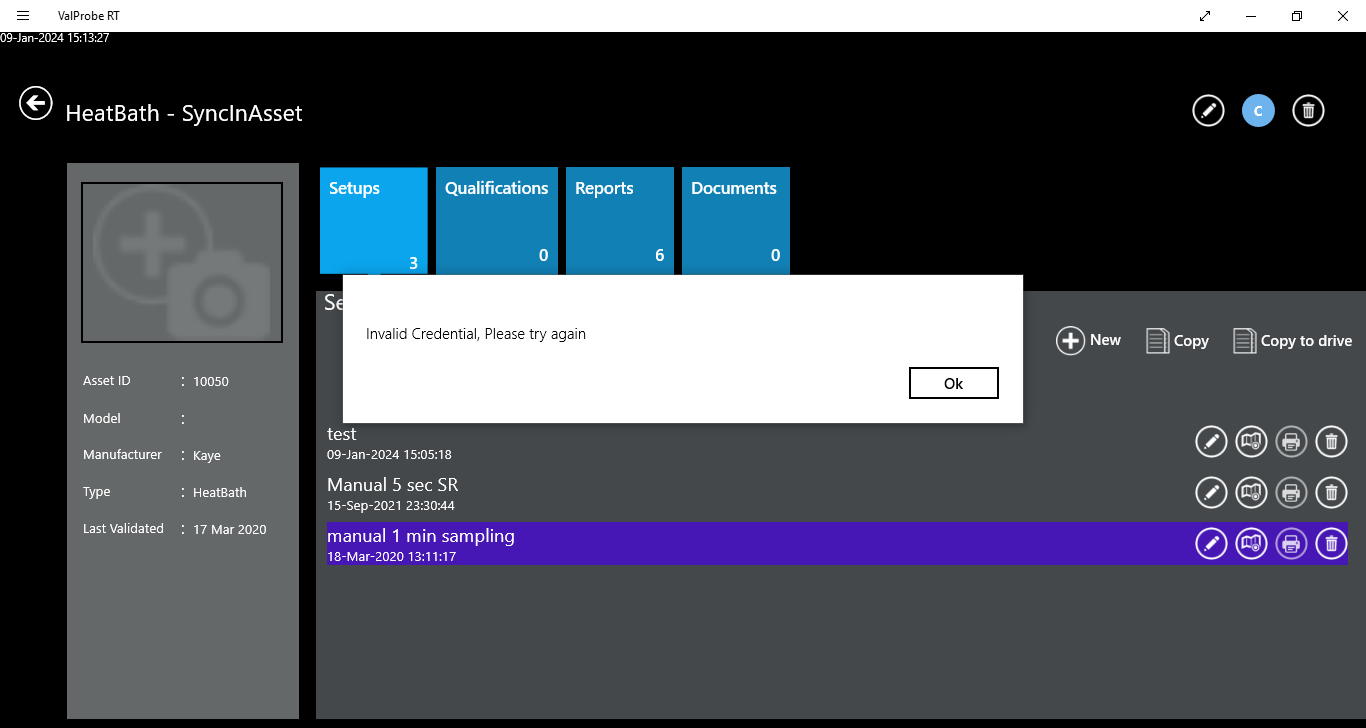 ValProbe RT
09-Jan-2024 15:13:27
HeatBath - SyncInAsset
C
Setups
3
Qualifications
0
Reports
6
Documents
0
Se
Invalid Credential, Please try again
Ok
New
Copy
Copy to drive
Asset ID : 10050
Model :
Manufacturer : Kaye
Type : HeatBath
Last Validated : 17 Mar 2020
test
09-Jan-2024 15:05:18
Manual 5 sec SR
15-Sep-2021 23:30:44
manual 1 min sampling
18-Mar-2020 13:11:17